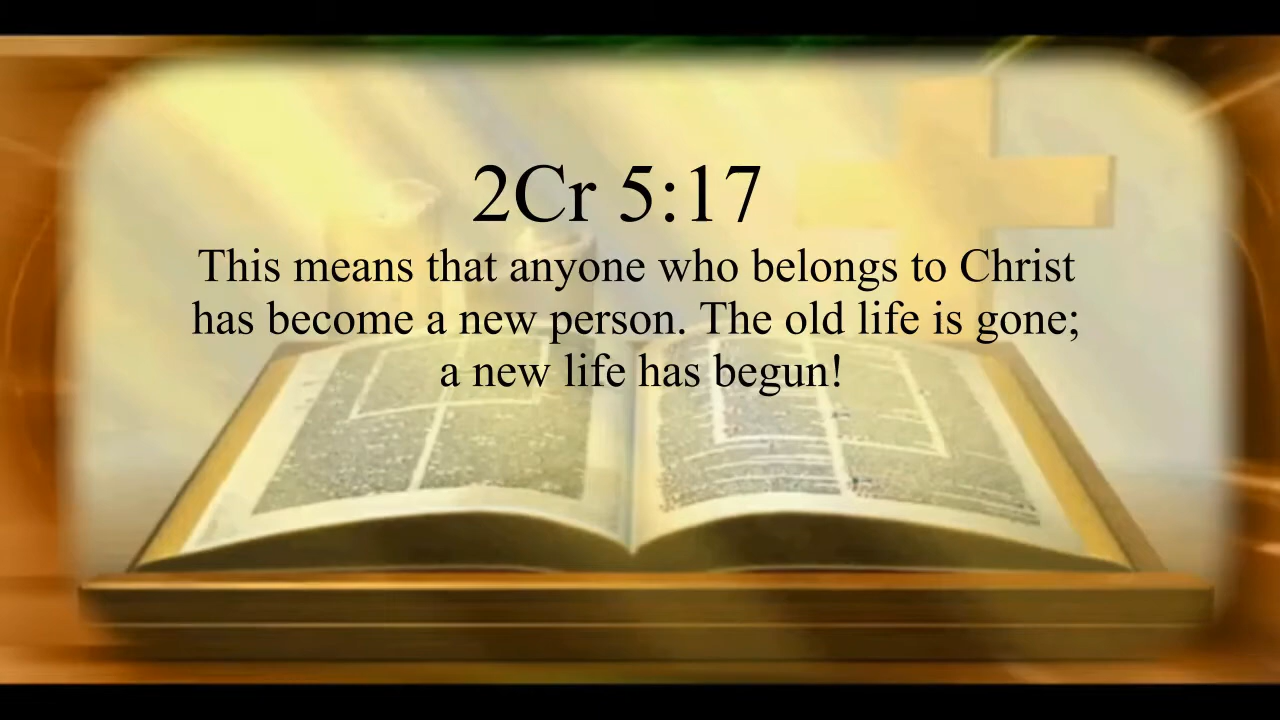 2Cr 5:17
This means that anyone who belongs to Christ
has become a new person. The old life is gone;
a new life has begun!